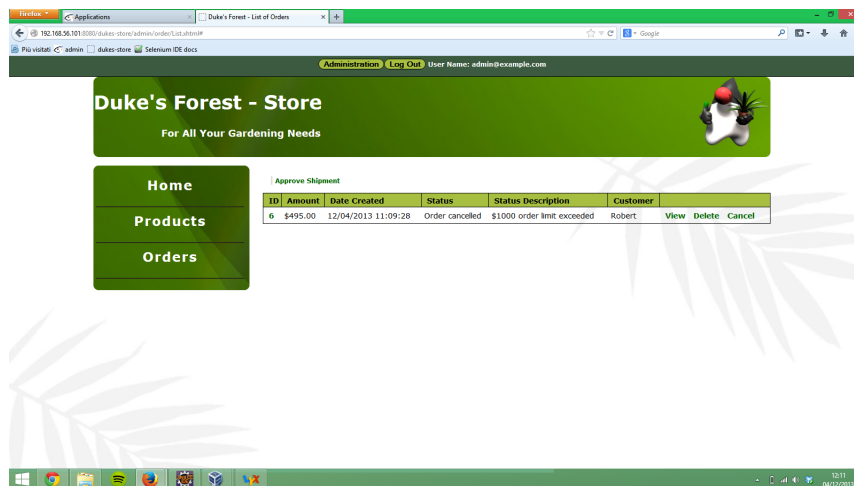 Firefox
Applications
Duke's Forest - List of Orders
192.168.56.101:8080/dukes-store/admin/order/List.xhtml#
Google
Più visitati admin dukes-store Selenium IDE docs
Administration Log Out User Name: admin@example.com
Duke's Forest - Store
For All Your Gardening Needs
Home
Products
Orders
Approve Shipment
ID Amount Date Created Status Status Description Customer
6 $495.00 12/04/2013 11:09:28 Order cancelled $1000 order limit exceeded Robert View Delete Cancel
12:11
04/12/2013